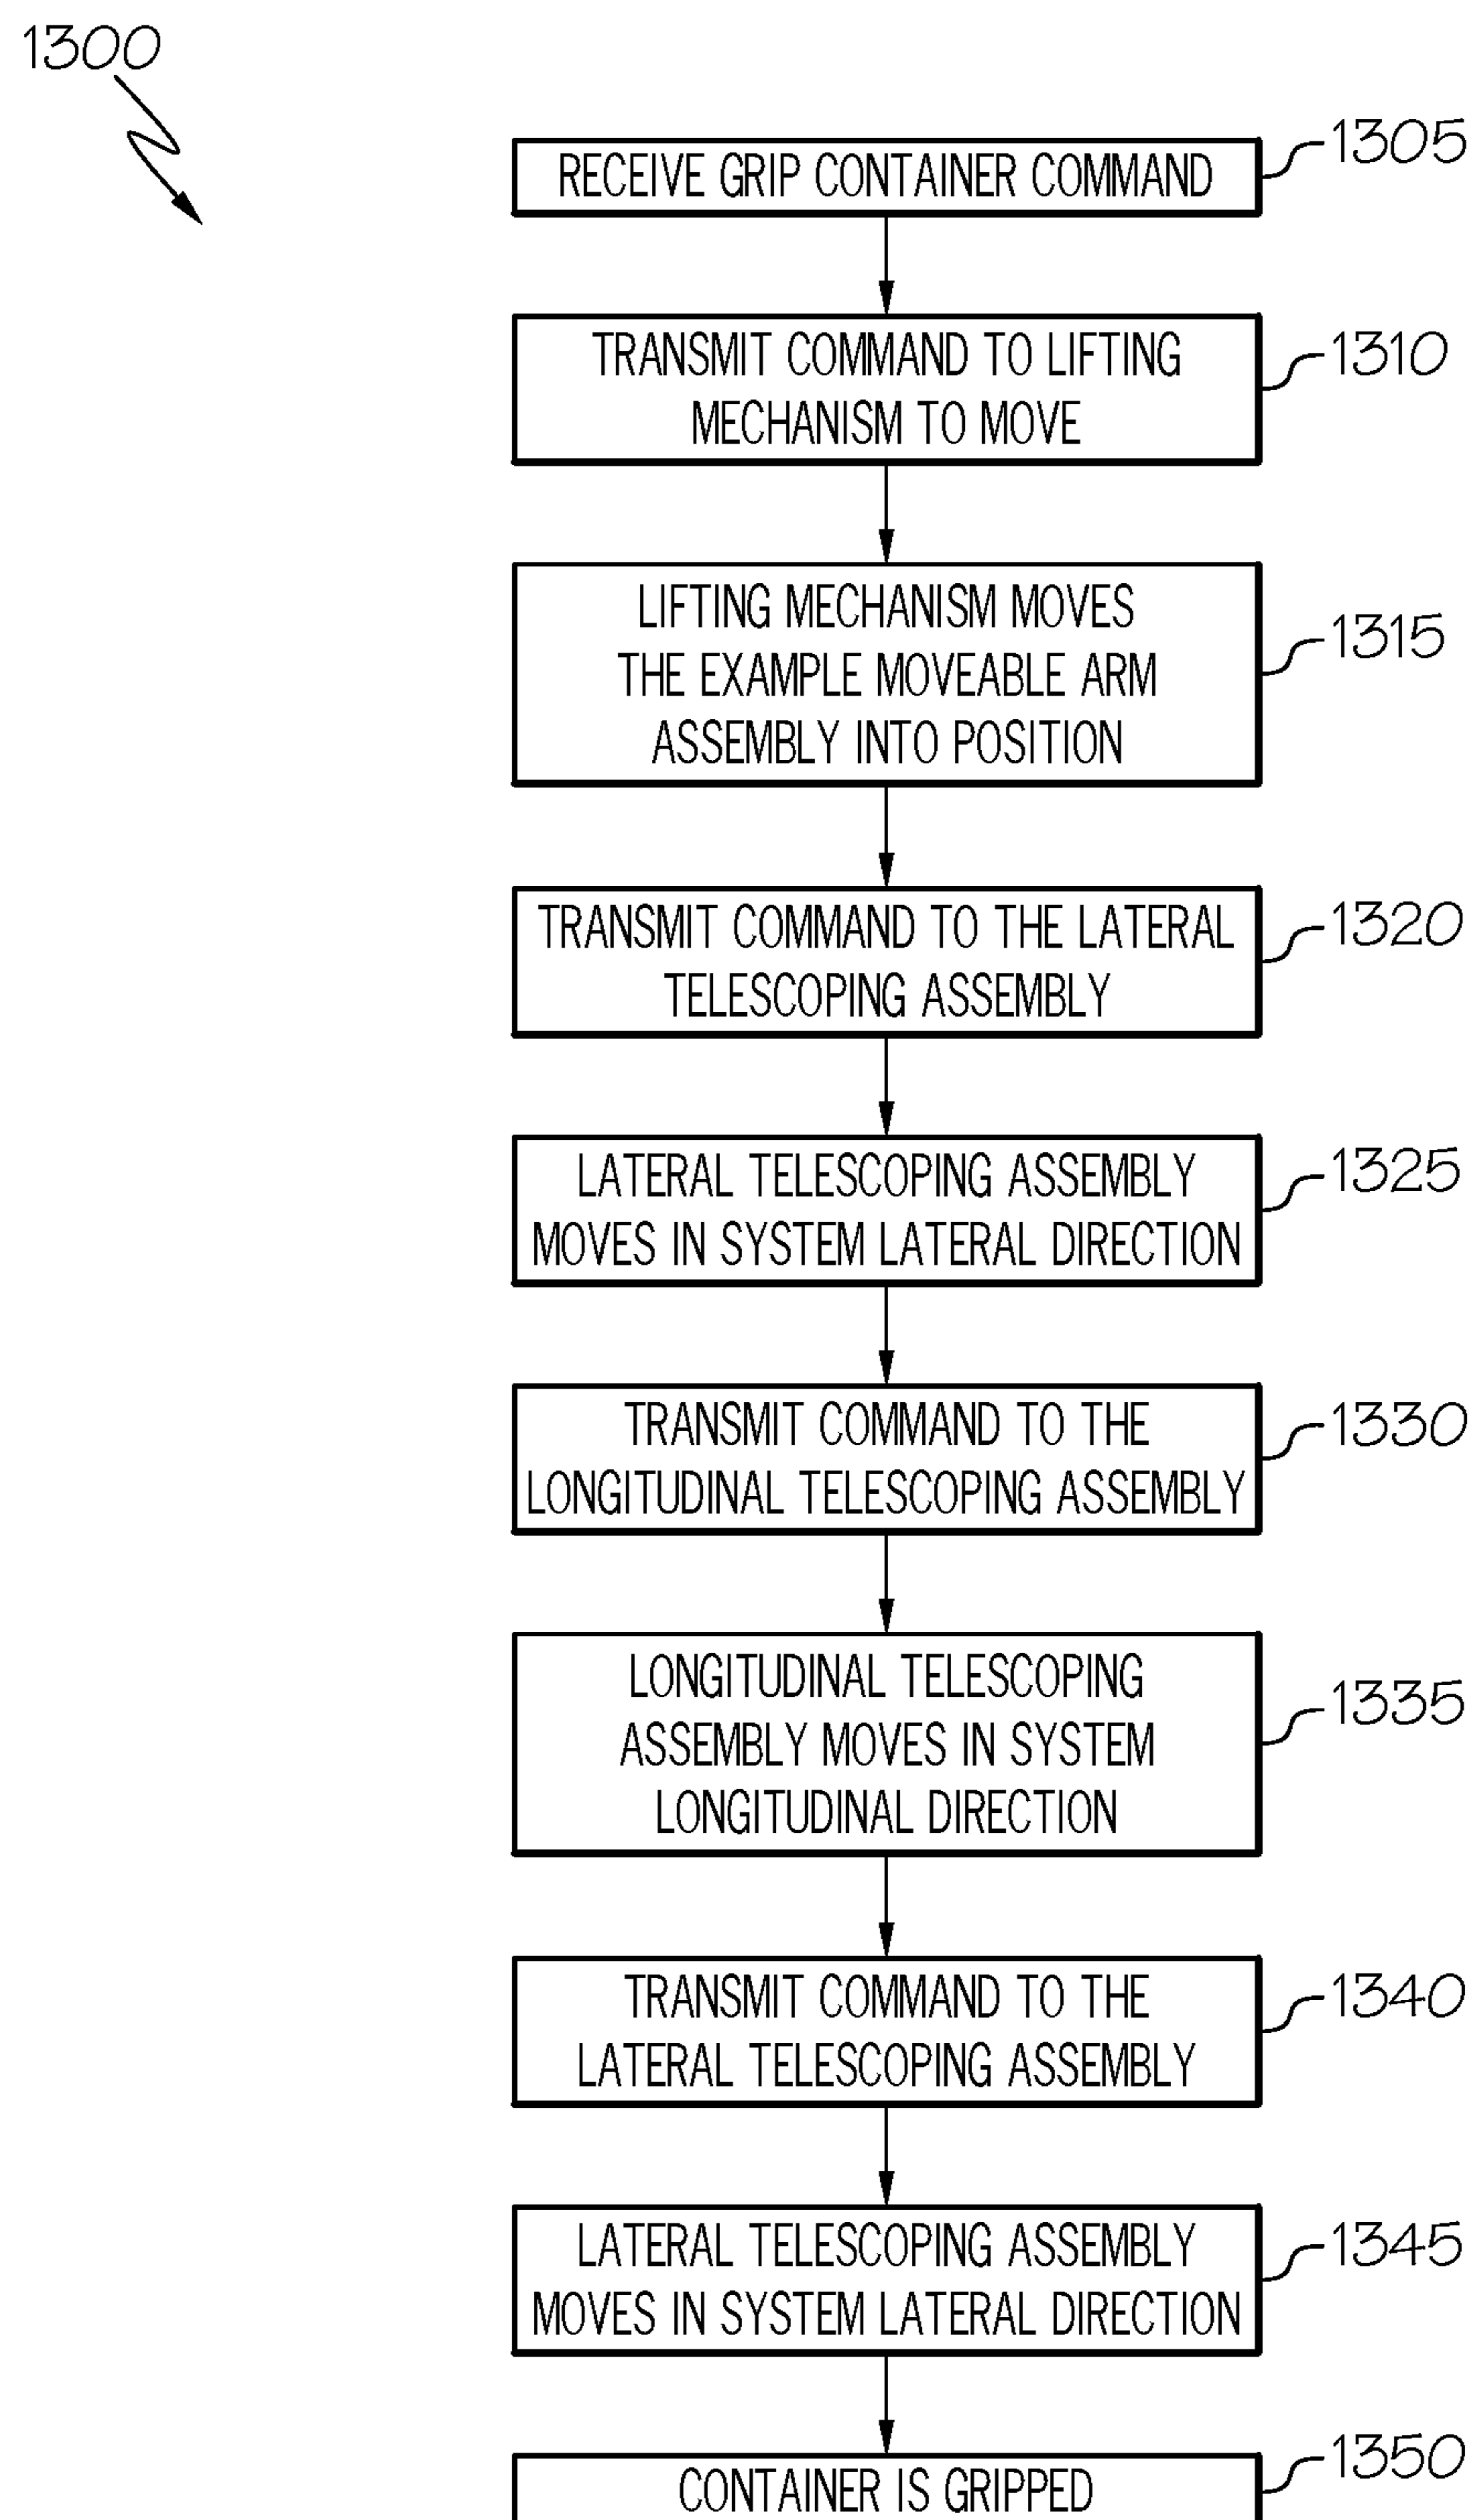 1300
RECEIVE GRIP CONTAINER COMMAND
1305
TRANSMIT COMMAND TO LIFTING
MECHANISM TO MOVE
1310
LIFTING MECHANISM MOVES
THE EXAMPLE MOVEABLE ARM
ASSEMBLY INTO POSITION
1315
TRANSMIT COMMAND TO THE LATERAL
TELESCOPING ASSEMBLY
1320
LATERAL TELESCOPING ASSEMBLY
MOVES IN SYSTEM LATERAL DIRECTION
1325
TRANSMIT COMMAND TO THE
LONGITUDINAL TELESCOPING ASSEMBLY
1330
LONGITUDINAL TELESCOPING
ASSEMBLY MOVES IN SYSTEM
LONGITUDINAL DIRECTION
1335
TRANSMIT COMMAND TO THE
LATERAL TELESCOPING ASSEMBLY
1340
LATERAL TELESCOPING ASSEMBLY
MOVES IN SYSTEM LATERAL DIRECTION
1345
CONTAINER IS GRIPPED
1350